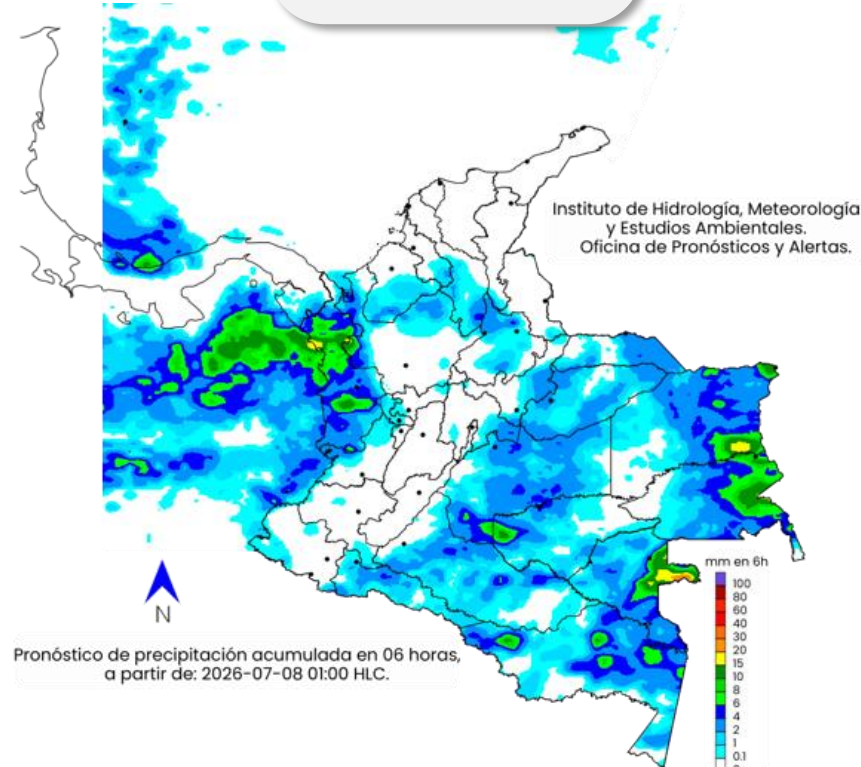 Instituto de Hidrología, Meteorología
y Estudios Ambientales.
Oficina de Pronósticos y Alertas.
N
Pronóstico de precipitación acumulada en 06 horas,
a partir de: 2026-07-08 01:00 HLC.
mm en 6h
100
80
60
40
30
20
15
10
8
6
4
2
1
0.1